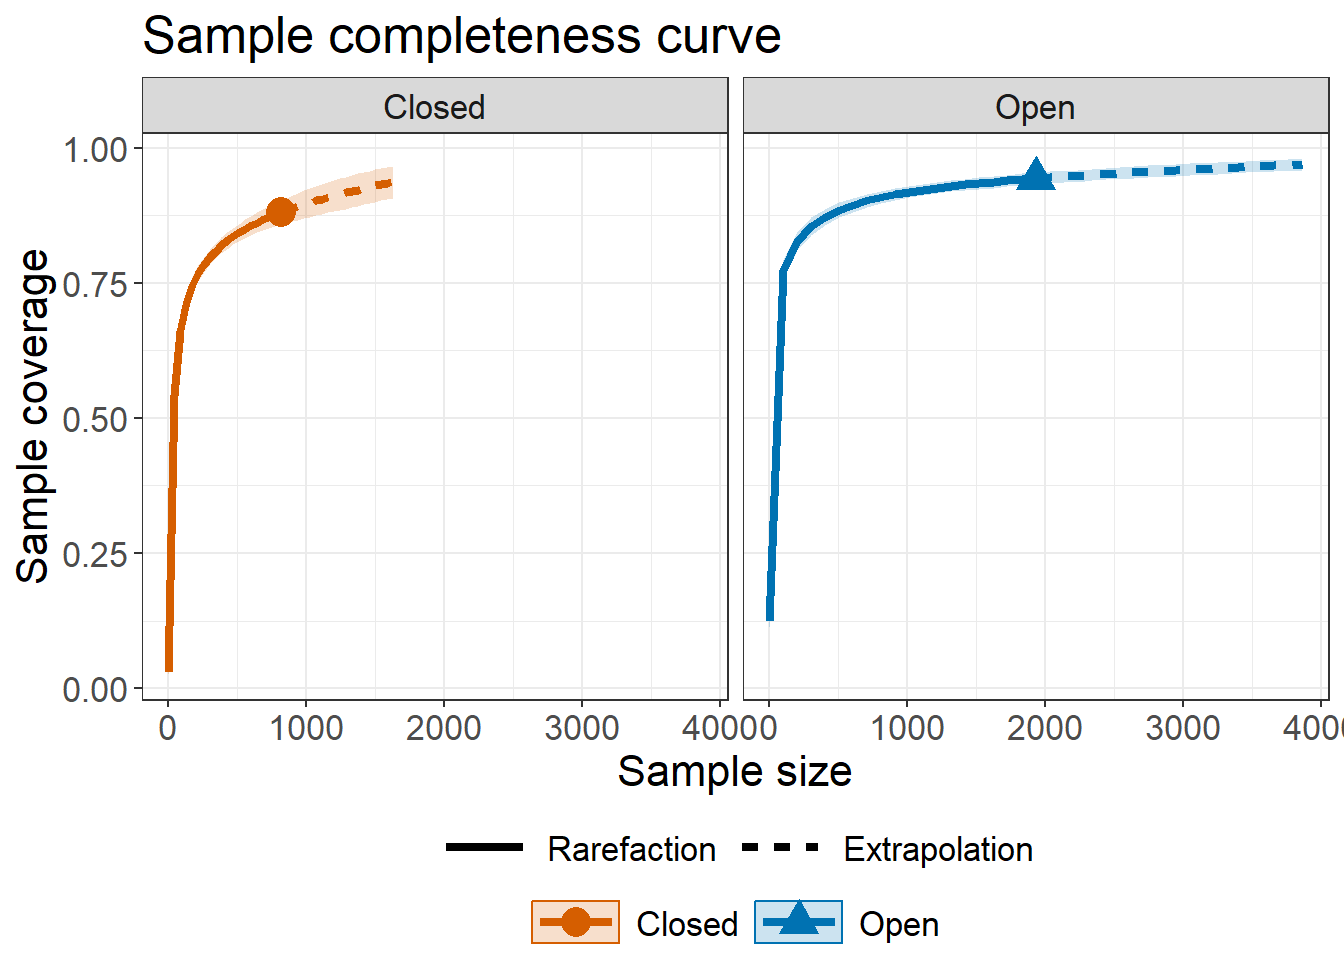 Sample completeness curve
Closed
Open
Sample coverage
1.00
0.75
0.50
0.25
0.00
0 1000 2000 3000 4000
0 1000 2000 3000 400
Sample size
Rarefaction Extrapolation
Closed Open